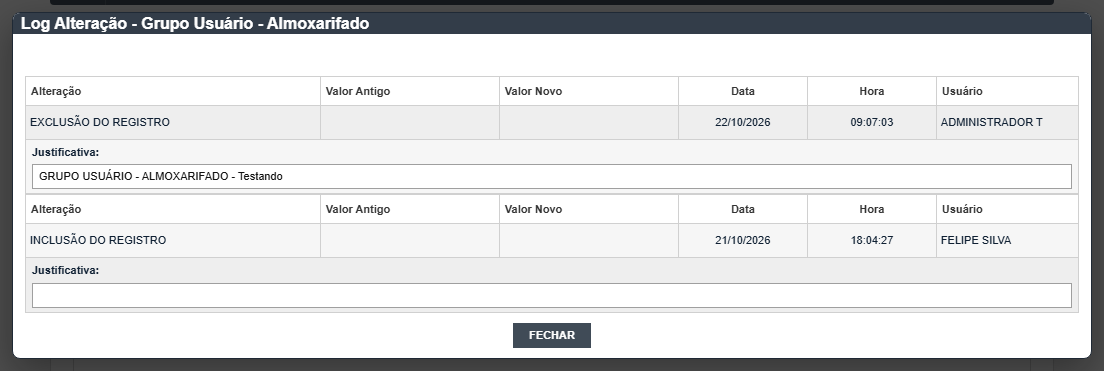 Log Alteração - Grupo Usuário - Almoxarifado
Alteração Valor Antigo Valor Novo Data Hora Usuário
EXCLUSÃO DO REGISTRO 22/10/2026 09:07:03 ADMINISTRADOR T
Justificativa:
GRUPO USUÁRIO - ALMOXARIFADO - Testando
Alteração Valor Antigo Valor Novo Data Hora Usuário
INCLUSÃO DO REGISTRO 21/10/2026 18:04:27 FELIPE SILVA
Justificativa:
FECHAR